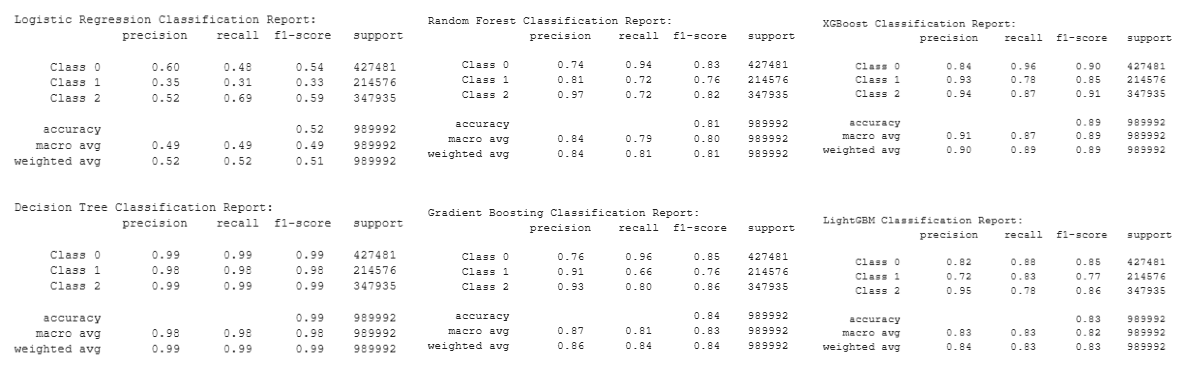 Logistic Regression Classification Report:
precision recall f1-score support
Class 0 0.60 0.48 0.54 427481
Class 1 0.35 0.31 0.33 214576
Class 2 0.52 0.69 0.59 347935
accuracy 0.52 989992
macro avg 0.49 0.49 0.49 989992
weighted avg 0.52 0.52 0.51 989992
Random Forest Classification Report:
precision recall f1-score support
Class 0 0.74 0.94 0.83 427481
Class 1 0.81 0.72 0.76 214576
Class 2 0.97 0.72 0.82 347935
accuracy 0.81 989992
macro avg 0.84 0.79 0.80 989992
weighted avg 0.84 0.81 0.81 989992
XGBoost Classification Report:
precision recall f1-score support
Class 0 0.84 0.96 0.90 427481
Class 1 0.93 0.78 0.85 214576
Class 2 0.94 0.87 0.91 347935
accuracy 0.89 989992
macro avg 0.91 0.87 0.89 989992
weighted avg 0.90 0.89 0.89 989992
Decision Tree Classification Report:
precision recall f1-score support
Class 0 0.99 0.99 0.99 427481
Class 1 0.98 0.98 0.98 214576
Class 2 0.99 0.99 0.99 347935
accuracy 0.99 989992
macro avg 0.98 0.98 0.98 989992
weighted avg 0.99 0.99 0.99 989992
Gradient Boosting Classification Report:
precision recall f1-score support
Class 0 0.76 0.96 0.85 427481
Class 1 0.91 0.66 0.76 214576
Class 2 0.93 0.80 0.86 347935
accuracy 0.84 989992
macro avg 0.87 0.81 0.83 989992
weighted avg 0.86 0.84 0.84 989992
LightGBM Classification Report:
precision recall f1-score support
Class 0 0.82 0.88 0.85 427481
Class 1 0.72 0.83 0.77 214576
Class 2 0.95 0.78 0.86 347935
accuracy 0.83 989992
macro avg 0.83 0.83 0.82 989992
weighted avg 0.84 0.83 0.83 989992